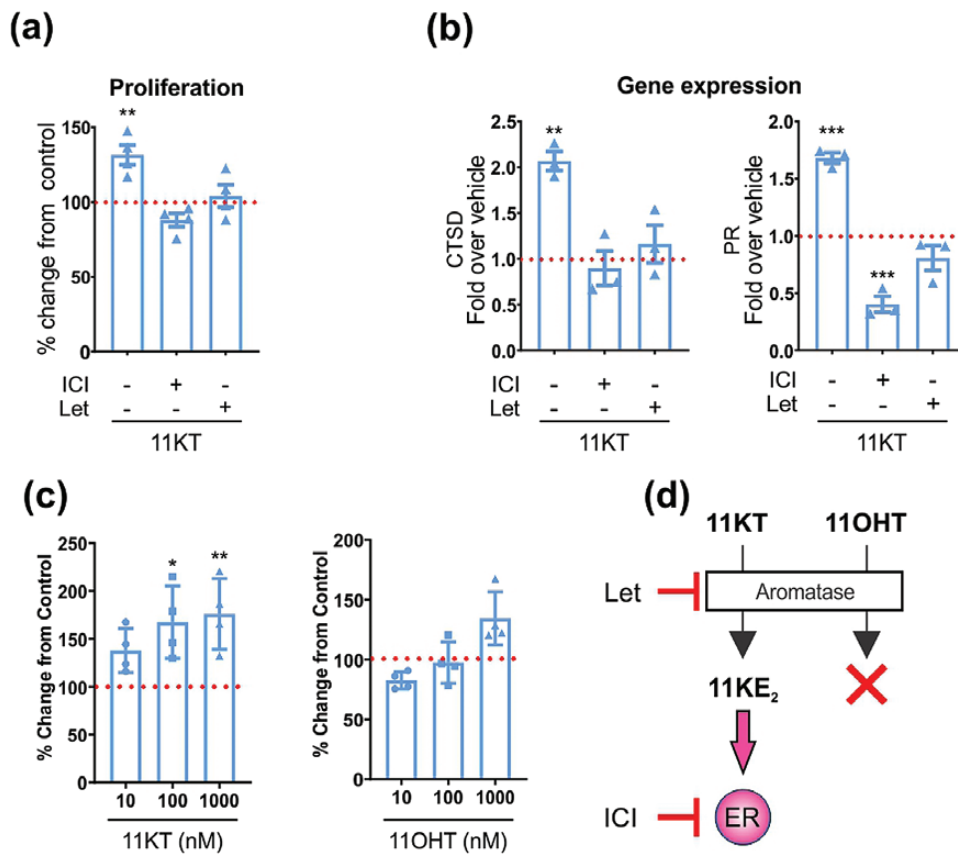 (a)
Proliferation
% change from control
150
100
50
0
**
ICI - + -
Let - - +
11KT
(b)
Gene expression
CTSD
Fold over vehicle
2.5
2.0
1.5
1.0
0.5
0.0
**
ICI - + -
Let - - +
11KT
PR
Fold over vehicle
2.0
1.5
1.0
0.5
0.0
***
***
- + -
- - +
11KT
(c)
% Change from Control
250
200
150
100
50
0
* **
10 100 1000
11KT (nM)
% Change from Control
200
150
100
50
0
10 100 1000
11OHT (nM)
(d)
11KT 11OHT
Let Aromatase
11KE2
ICI ER